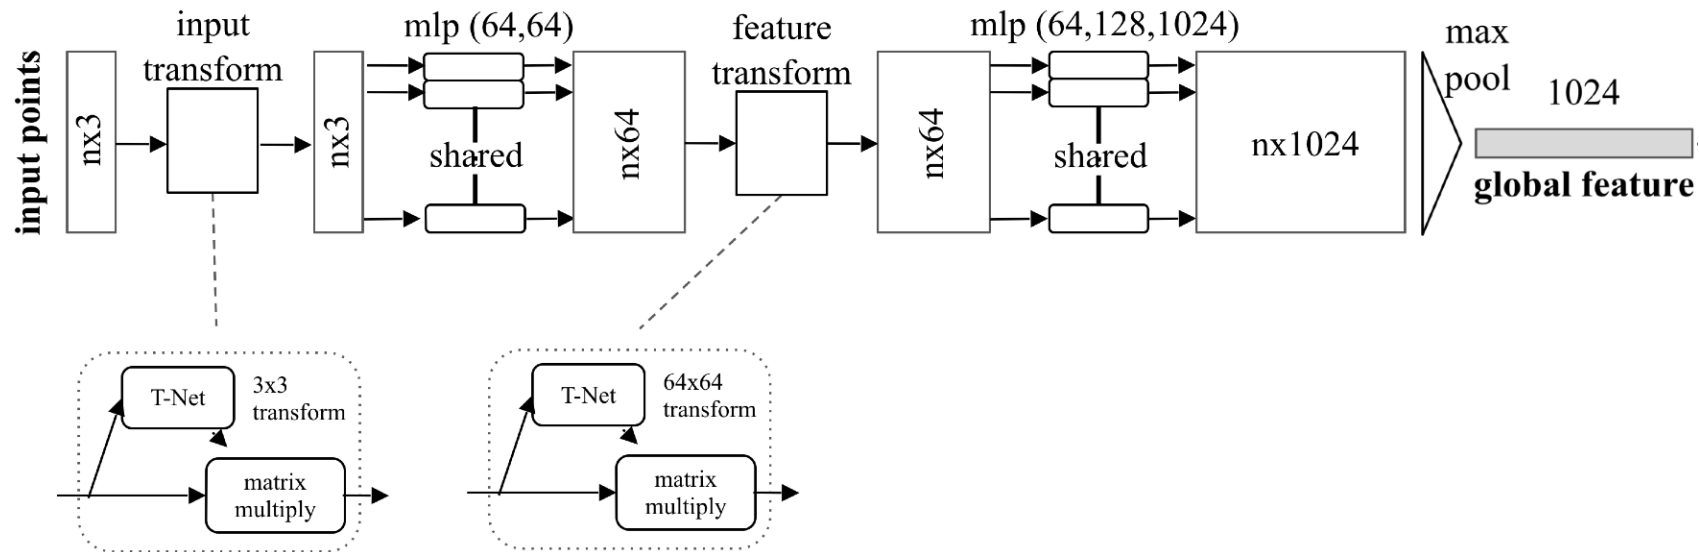 input points
nx3
input
transform
nx3
mlp (64,64)
shared
nx64
feature
transform
nx64
mlp (64,128,1024)
shared
nx1024
max
pool
1024
global feature
T-Net
3x3
transform
matrix
multiply
T-Net
64x64
transform
matrix
multiply